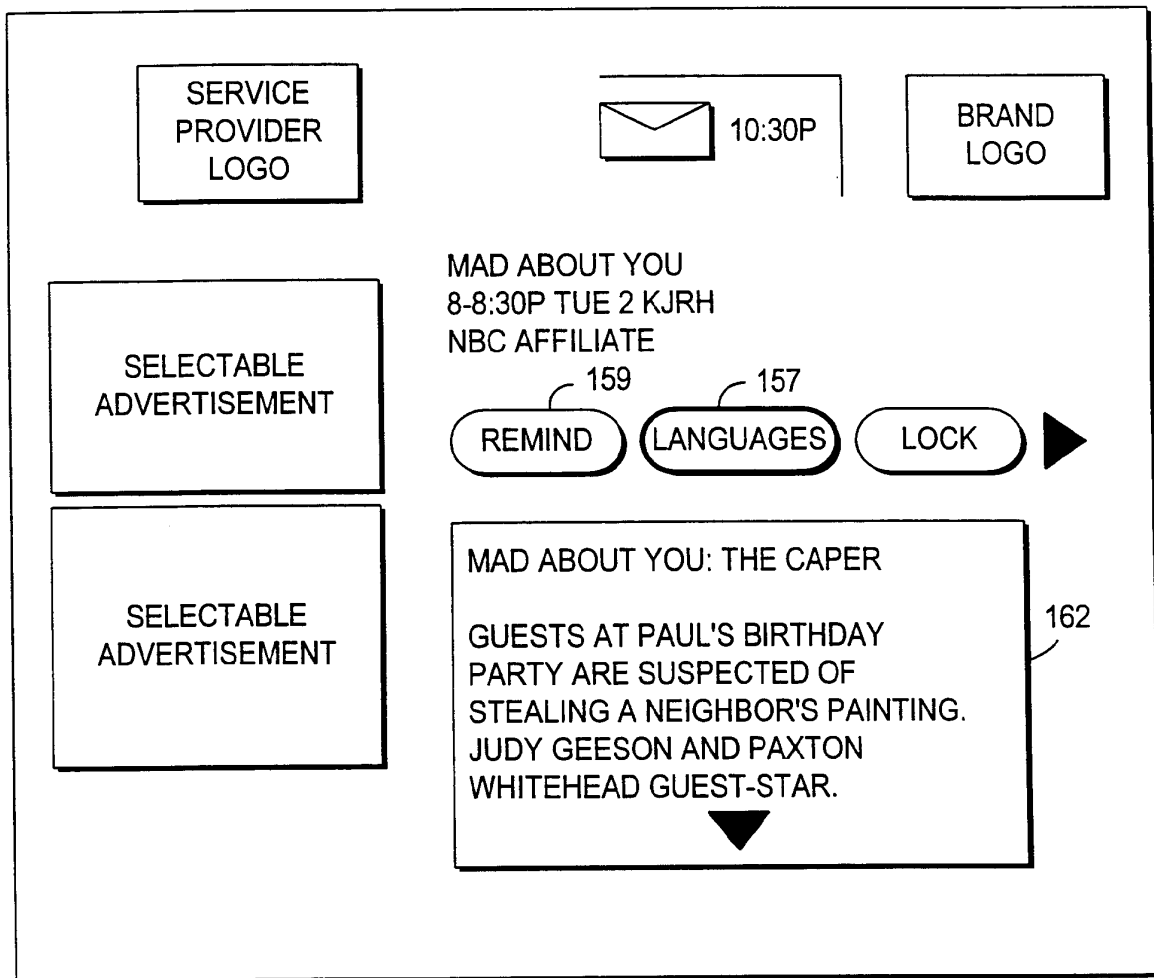 SERVICE
PROVIDER
LOGO
10:30P
BRAND
LOGO
MAD ABOUT YOU
8-8:30P TUE 2 KJRH
NBC AFFILIATE
SELECTABLE
ADVERTISEMENT
159
157
REMIND
LANGUAGES
LOCK
SELECTABLE
ADVERTISEMENT
MAD ABOUT YOU: THE CAPER
GUESTS AT PAUL'S BIRTHDAY
PARTY ARE SUSPECTED OF
STEALING A NEIGHBOR'S PAINTING.
JUDY GEESON AND PAXTON
WHITEHEAD GUEST-STAR.
162